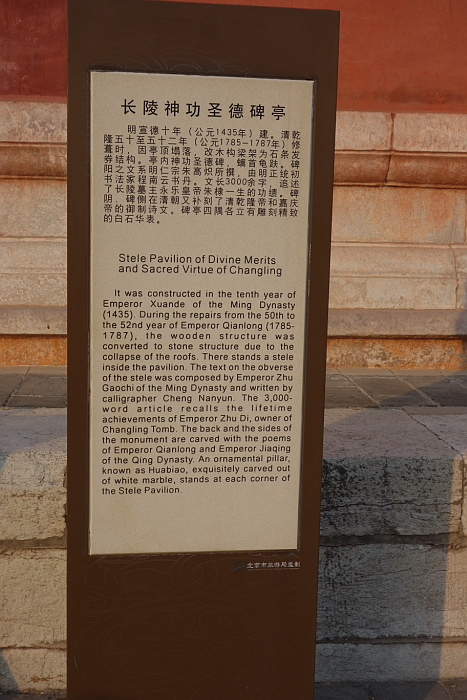 长陵神功圣德碑亭
明宣德十年（公元1435年）建。清乾
隆五十至五十二年（公元1785-1787年）修
葺时，因亭顶塌落，改木构梁架为石条发
券结构。亭内神功圣德碑，螭首龟趺。碑
阳之文系明仁宗朱高炽所撰，由明正统初
书法家程南云书丹。文长3000余字，追述
了长陵墓主永乐皇帝朱棣一生的功绩。碑
阴、碑侧在清朝又补刻了清乾隆帝和嘉庆
帝的御制诗文。碑亭四隅各立有雕刻精致
的白石华表。
Stele Pavilion of Divine Merits
and Sacred Virtue of Changling
It was constructed in the tenth year of
Emperor Xuande of the Ming Dynasty
(1435). During the repairs from the 50th to
the 52nd year of Emperor Qianlong (1785-
1787), the wooden structure was
converted to stone structure due to the
collapse of the roofs. There stands a stele
inside the pavilion. The text on the obverse
of the stele was composed by Emperor Zhu
Gaochi of the Ming Dynasty and written by
calligrapher Cheng Nanyun. The 3,000-
word article recalls the lifetime
achievements of Emperor Zhu Di, owner of
Changling Tomb. The back and the sides of
the monument are carved with the poems
of Emperor Qianlong and Emperor Jiaqing
of the Qing Dynasty. An ornamental pillar,
known as Huabiao, exquisitely carved out
of white marble, stands at each corner of
the Stele Pavilion.
北京市旅游局监制